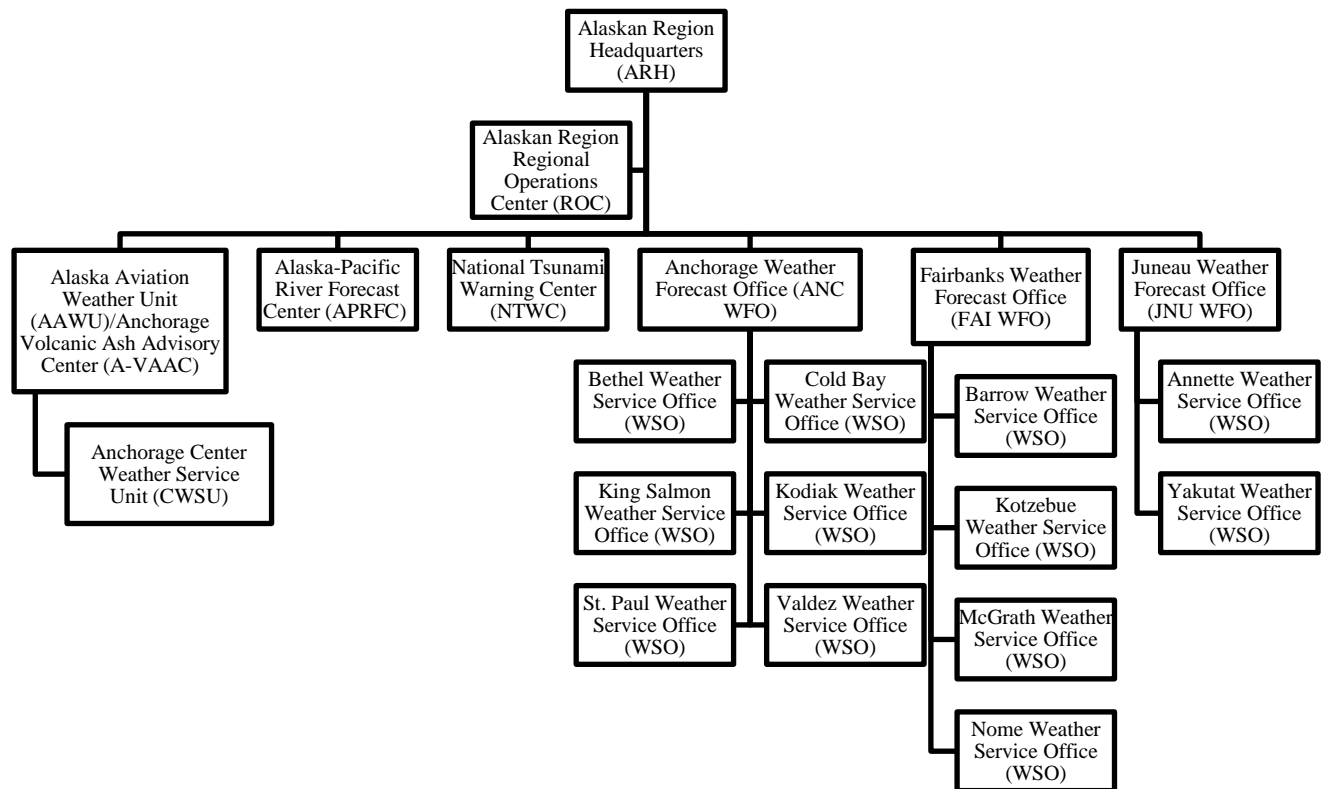 Alaskan Region
Headquarters
(ARH)
Alaskan Region
Regional
Operations
Center (ROC)
Alaska Aviation
Weather Unit
(AAWU)/Anchorage
Volcanic Ash Advisory
Center (A-VAAC)
Anchorage Center
Weather Service
Unit (CWSU)
Alaska-Pacific
River Forecast
Center (APRFC)
National Tsunami
Warning Center
(NTWC)
Anchorage Weather
Forecast Office (ANC
WFO)
Bethel Weather
Service Office
(WSO)
Cold Bay
Weather Service
Office (WSO)
King Salmon
Weather Service
Office (WSO)
Kodiak Weather
Service Office
(WSO)
St. Paul Weather
Service Office
(WSO)
Valdez Weather
Service Office
(WSO)
Fairbanks Weather
Forecast Office
(FAI WFO)
Barrow Weather
Service Office
(WSO)
Kotzebue
Weather Service
Office (WSO)
McGrath Weather
Service Office
(WSO)
Nome Weather
Service Office
(WSO)
Juneau Weather
Forecast Office
(JNU WFO)
Annette Weather
Service Office
(WSO)
Yakutat Weather
Service Office
(WSO)